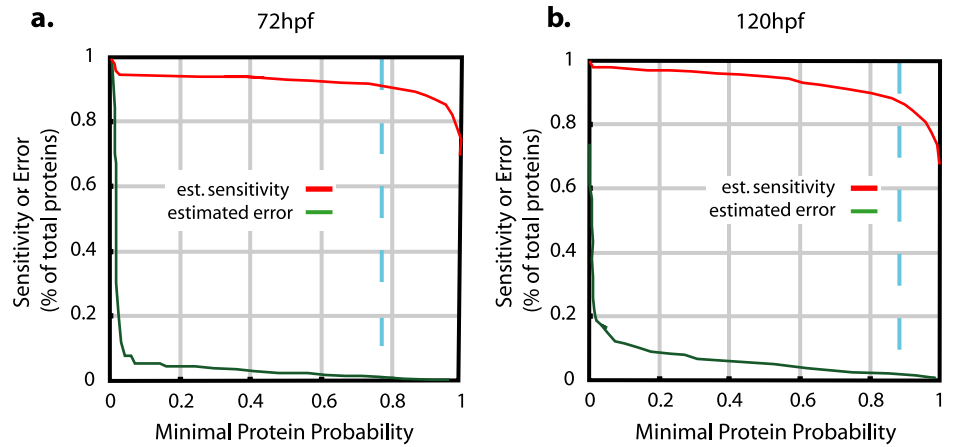 a.
72hpf
Sensitivity or Error
(% of total proteins)
1
0.8
0.6
0.4
0.2
0
est. sensitivity
estimated error
0 0.2 0.4 0.6 0.8 1
Minimal Protein Probability
b.
120hpf
Sensitivity or Error
(% of total proteins)
1
0.8
0.6
0.4
0.2
0
est. sensitivity
estimated error
0 0.2 0.4 0.6 0.8 1
Minimal Protein Probability